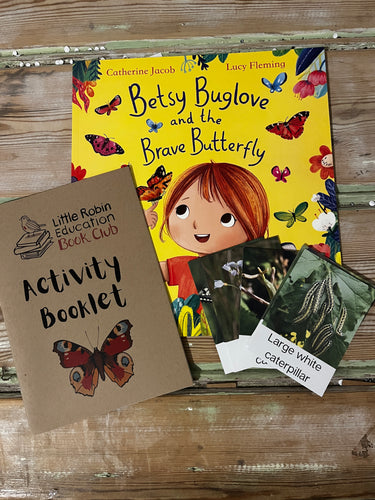 Catherine Jacob Lucy Fleming
Betsy Buglove
and the
Brave Butterfly
Little Robin
Education
Book Club
Activity
Booklet
Large white
caterpillar